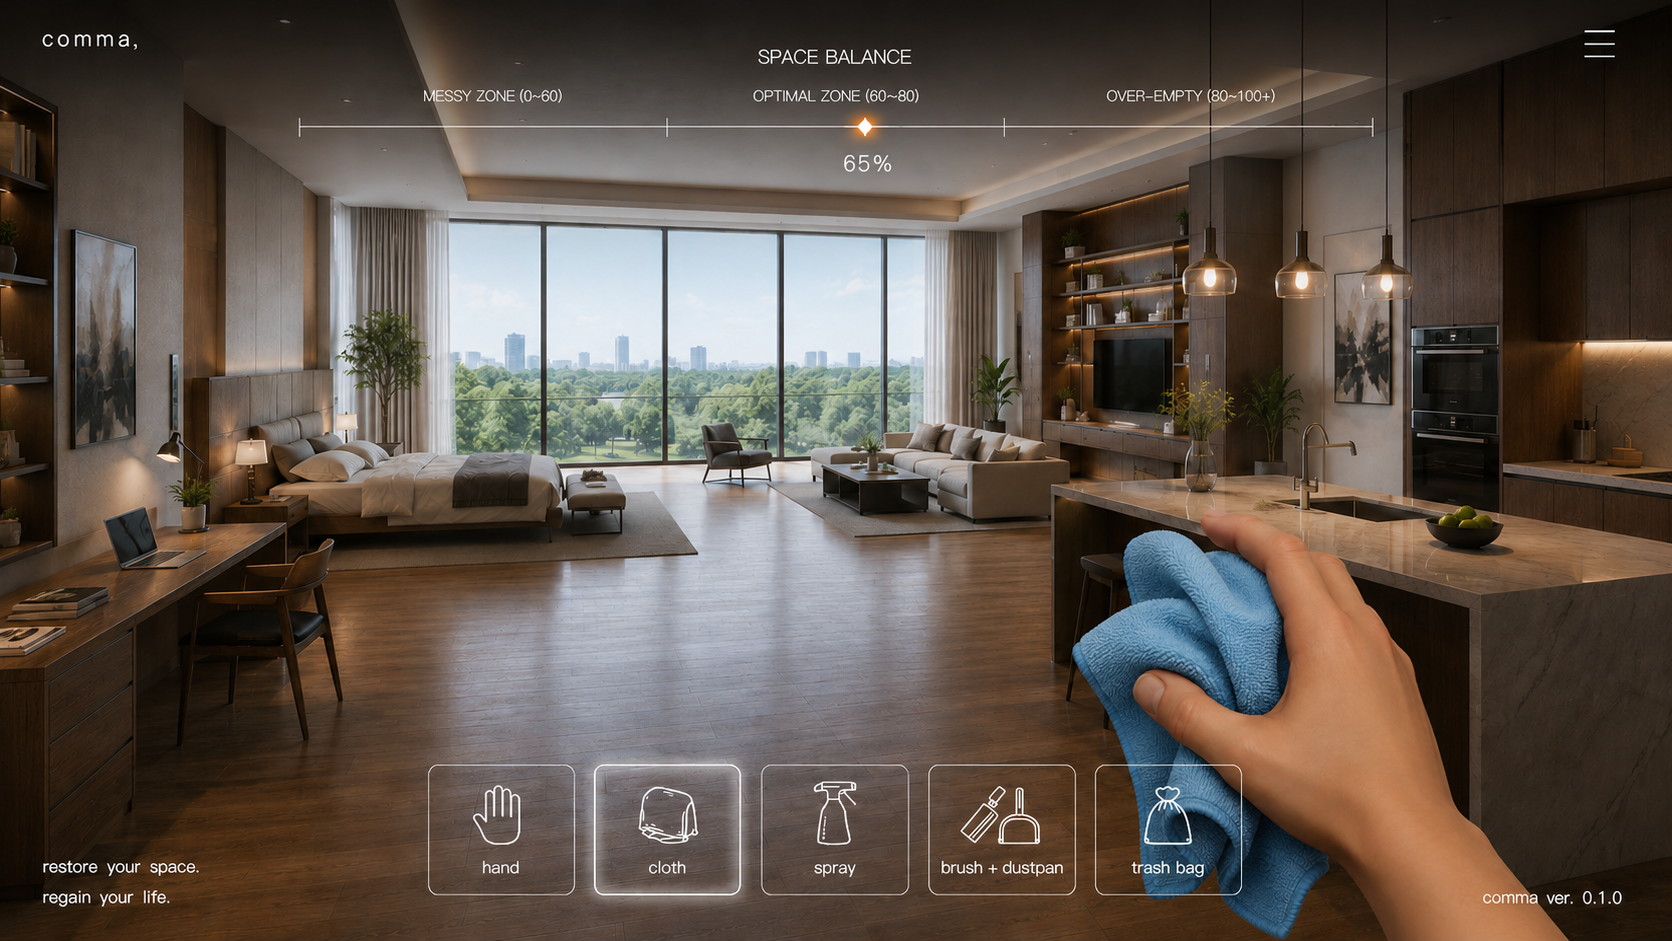 comma,
SPACE BALANCE
MESSY ZONE (0~60)
OPTIMAL ZONE (60~80)
OVER-EMPTY (80~100+)
65%
hand
cloth
spray
brush + dustpan
trash bag
restore your space.
regain your life.
comma ver. 0.1.0